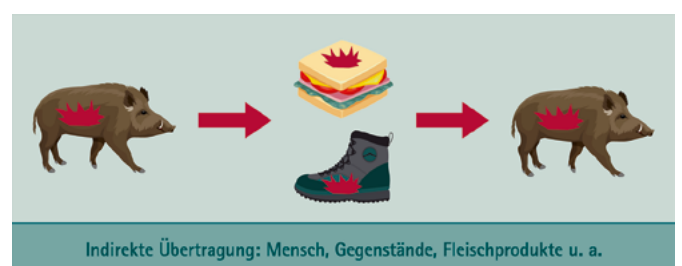 Indirekte Übertragung: Mensch, Gegenstände, Fleischprodukte u. a.